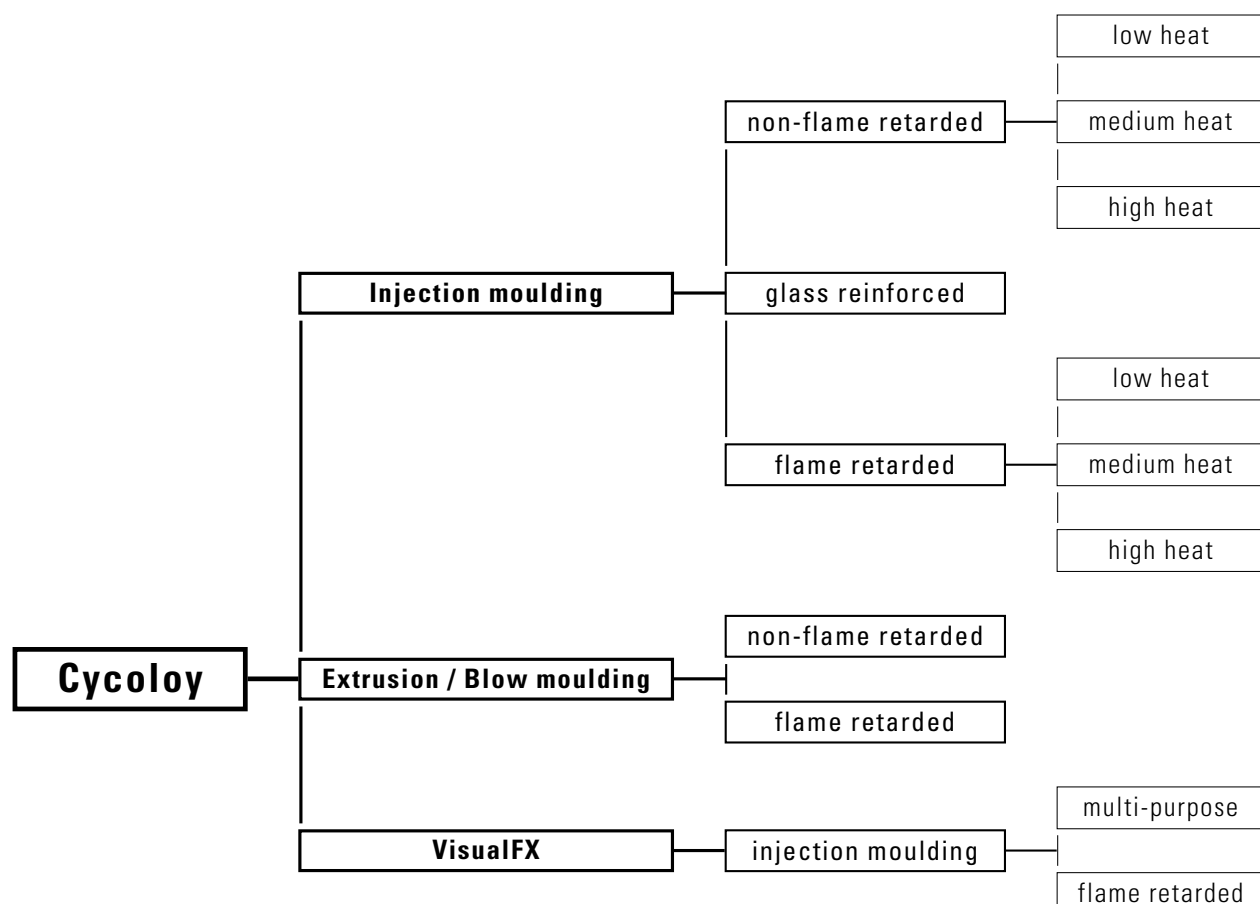 low heat
non-flame retarded
medium heat
high heat
Injection moulding
glass reinforced
low heat
flame retarded
medium heat
high heat
non-flame retarded
Cycoloy
Extrusion / Blow moulding
flame retarded
multi-purpose
VisualFX
injection moulding
flame retarded